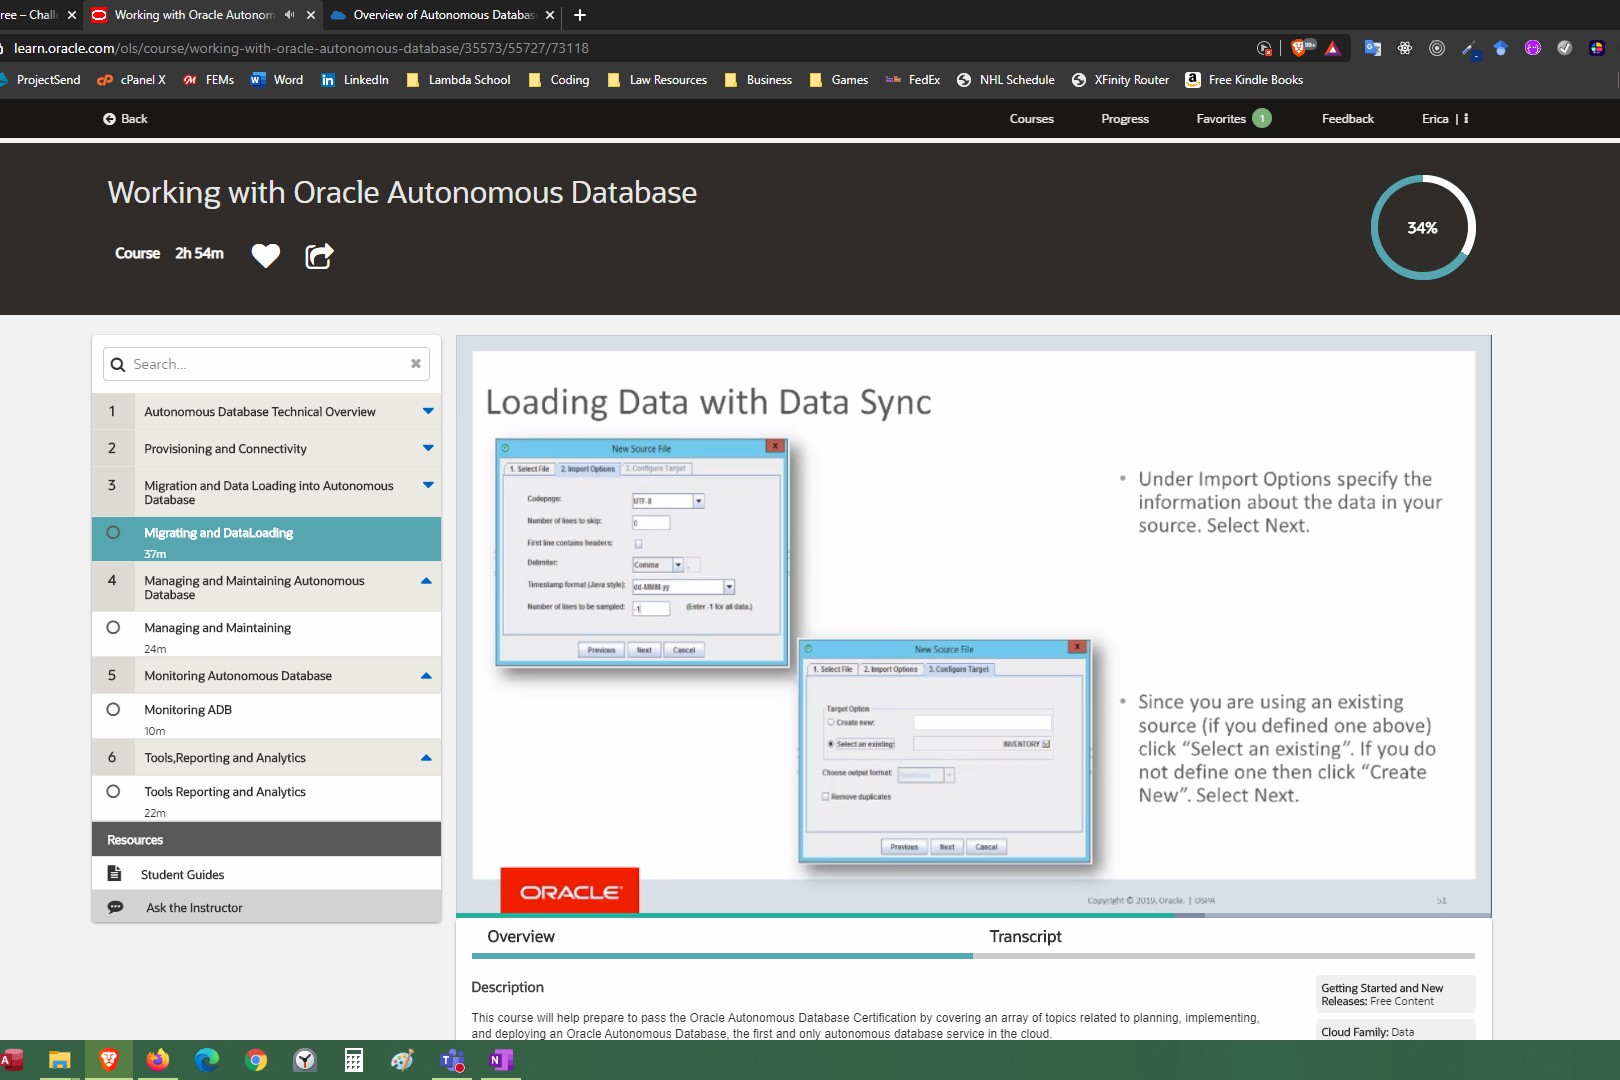 ree – Chall
Working with Oracle Autonom
Overview of Autonomous Databas
learn.oracle.com/ols/course/working-with-oracle-autonomous-database/35573/55727/73118
99+
ProjectSend
cPanel X
FEMs
Word
LinkedIn
Lambda School
Coding
Law Resources
Business
Games
FedEx
NHL Schedule
XFinity Router
Free Kindle Books
Back
Courses
Progress
Favorites 1
Feedback
Erica |
Working with Oracle Autonomous Database
Course 2h 54m
34%
Search...
1 Autonomous Database Technical Overview
2 Provisioning and Connectivity
3 Migration and Data Loading into Autonomous
Database
Migrating and DataLoading
37m
4 Managing and Maintaining Autonomous
Database
Managing and Maintaining
24m
5 Monitoring Autonomous Database
Monitoring ADB
10m
6 Tools,Reporting and Analytics
Tools Reporting and Analytics
22m
Resources
Student Guides
Ask the Instructor
Loading Data with Data Sync
New Source File
1. Select File
2. Import Options
3. Configure Target
Codepage: UTF-8
Number of lines to skip: 0
First line contains headers:
Delimiter: Comma
Timestamp format (Java style): dd-MMM-yy
Number of lines to be sampled: -1 (Enter -1 for all data.)
Previous
Next
Cancel
• Under Import Options specify the
information about the data in your
source. Select Next.
New Source File
1. Select File
2. Import Options
3. Configure Target
Target Option
Create new:
Select an existing: INVENTORY
Choose output format: Relational
Remove duplicates
Previous
Next
Cancel
• Since you are using an existing
source (if you defined one above)
click “Select an existing”. If you do
not define one then click “Create
New”. Select Next.
ORACLE
Copyright © 2019, Oracle. | OSPA
51
Overview
Transcript
Description
This course will help prepare to pass the Oracle Autonomous Database Certification by covering an array of topics related to planning, implementing,
and deploying an Oracle Autonomous Database, the first and only autonomous database service in the cloud.
Getting Started and New
Releases: Free Content
Cloud Family: Data